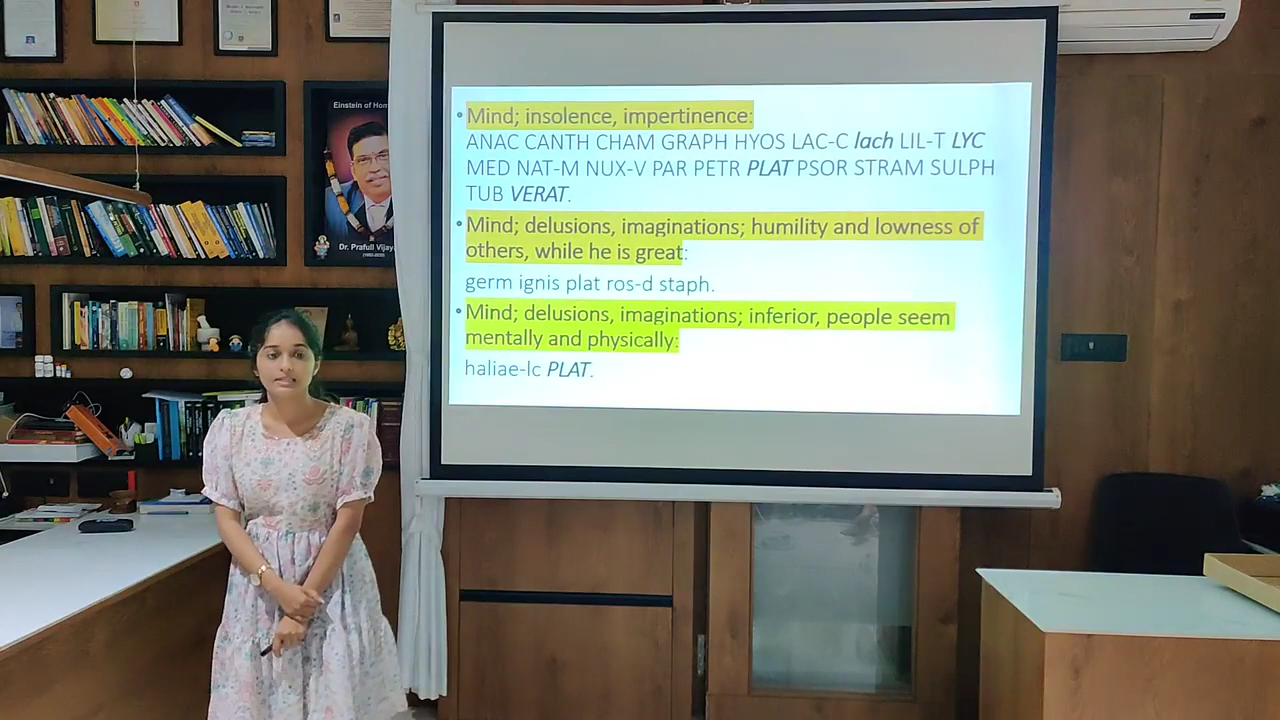 Einstein of Hom
Dr. Prafull Vijay
• Mind; insolence, impertinence:
ANAC CANTH CHAM GRAPH HYOS LAC-C lach LIL-T LYC
MED NAT-M NUX-V PAR PETR PLAT PSOR STRAM SULPH
TUB VERAT.
• Mind; delusions, imaginations; humility and lowness of
others, while he is great:
germ ignis plat ros-d staph.
• Mind; delusions, imaginations; inferior, people seem
mentally and physically:
haliae-lc PLAT.